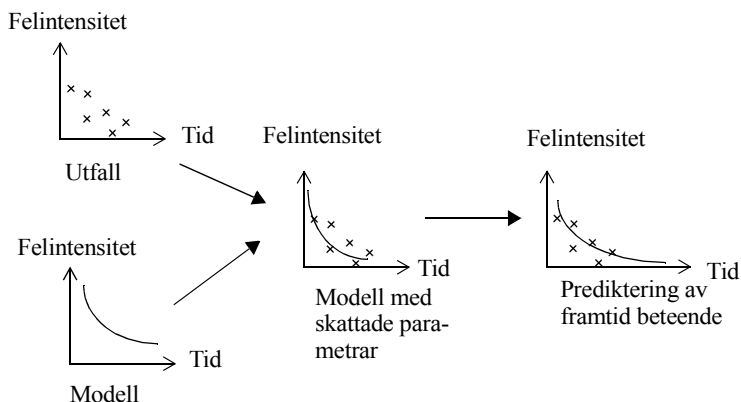 Felintensitet
Tid
Utfall
Felintensitet
Tid
Modell
Felintensitet
Tid
Modell med
skattade para-
metrar
Felintensitet
Tid
Prediktering av
framtid beteende